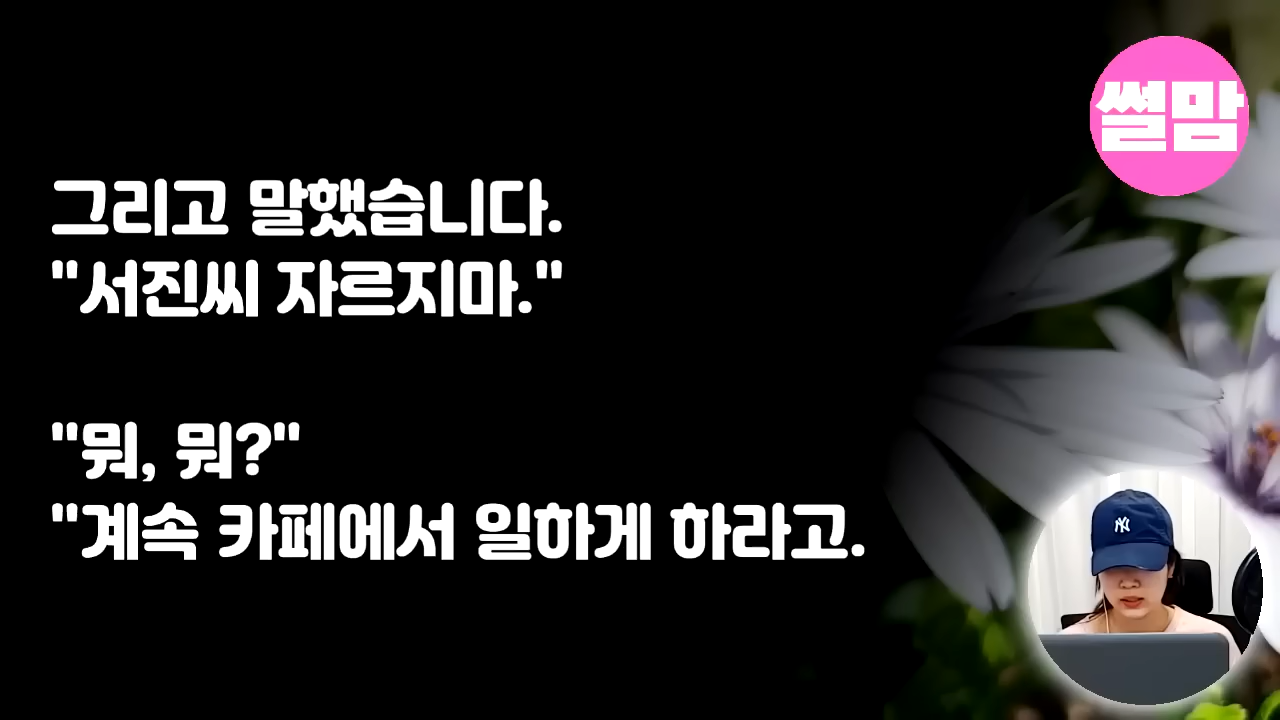 썰맘
그리고 말했습니다.
"서진씨 자르지마."
"뭐, 뭐?"
"계속 카페에서 일하게 하라고.
NY